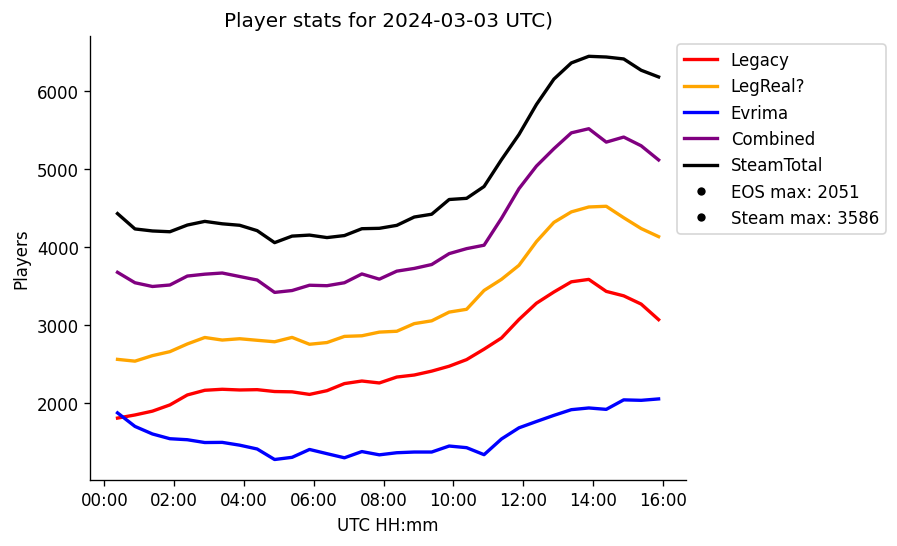 Player stats for 2024-03-03 UTC)
Legacy
LegReal?
Evrima
Combined
SteamTotal
EOS max: 2051
Steam max: 3586
6000
5000
4000
3000
2000
Players
00:00 02:00 04:00 06:00 08:00 10:00 12:00 14:00 16:00
UTC HH:mm